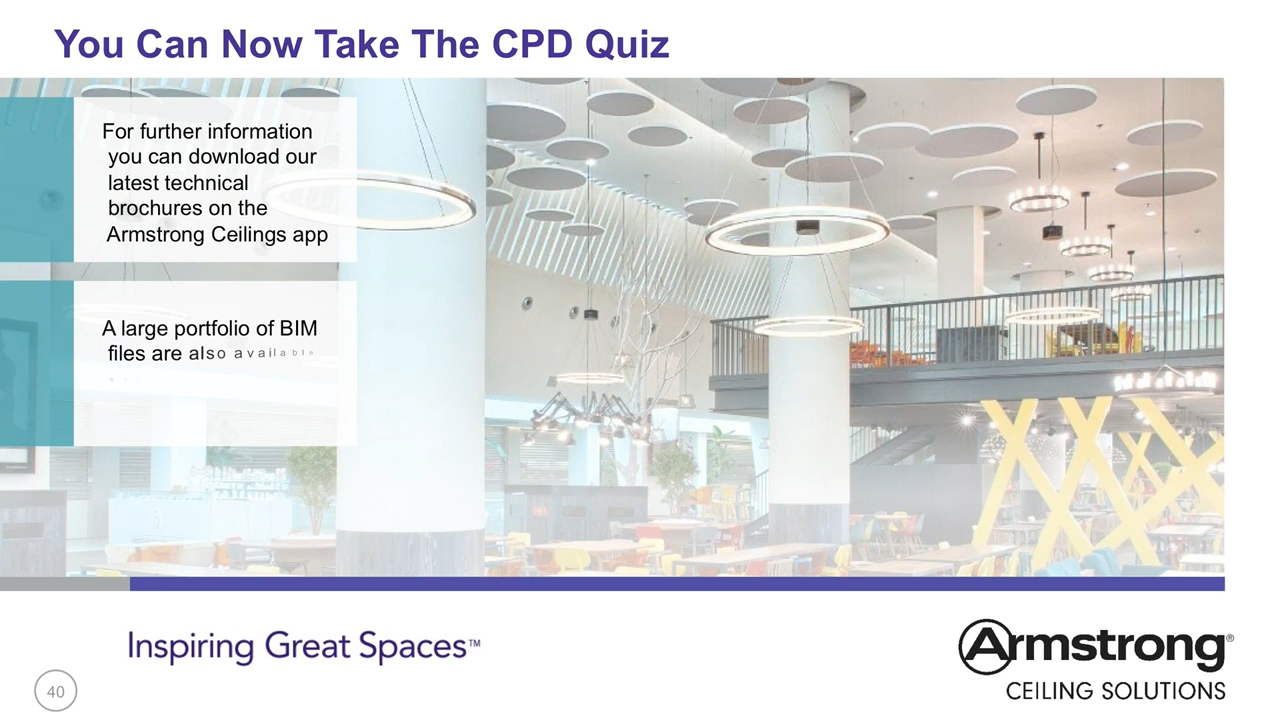 You Can Now Take The CPD Quiz
For further information
you can download our
latest technical
brochures on the
Armstrong Ceilings app
A large portfolio of BIM
files are also available
Inspiring Great Spaces™
Armstrong®
CEILING SOLUTIONS
40